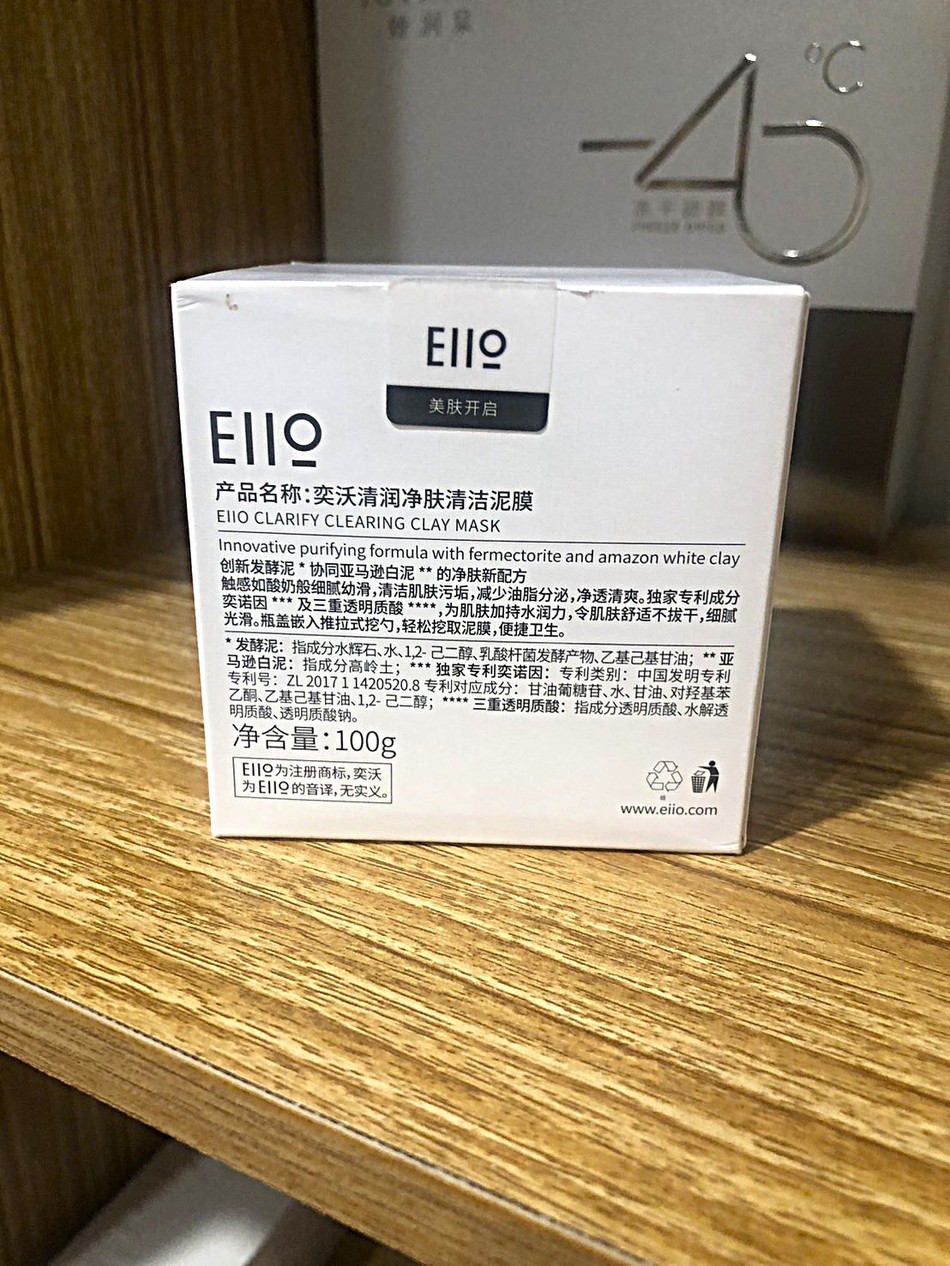 润泉
-45
°C
EIIO
美肤开启
EIIO
产品名称：奕沃清润净肤清洁泥膜
EIIO CLARIFY CLEARING CLAY MASK
Innovative purifying formula with fermectorite and amazon white clay
创新发酵泥 * 协同亚马逊白泥 ** 的净肤新配方
触感如酸奶般细腻幼滑，清洁肌肤污垢，减少油脂分泌，净透清爽。独家专利成分
奕诺因 *** 及三重透明质酸 ****，为肌肤加持水润力，令肌肤舒适不拔干，细腻
光滑。瓶盖嵌入推拉式挖勺，轻松挖取泥膜，便捷卫生。
* 发酵泥：指成分水辉石、水、1,2- 己二醇、乳酸杆菌发酵产物、乙基己基甘油；** 亚
马逊白泥：指成分高岭土；*** 独家专利奕诺因：专利类别：中国发明专利
专利号：ZL 2017 1 1420520.8 专利对应成分：甘油葡糖苷、水、甘油、对羟基苯
乙酮、乙基己基甘油、1,2- 己二醇；**** 三重透明质酸：指成分透明质酸、水解透
明质酸、透明质酸钠。
净含量：100g
EIIO为注册商标，奕沃
为EIIO的音译，无实义。
www.eiio.com